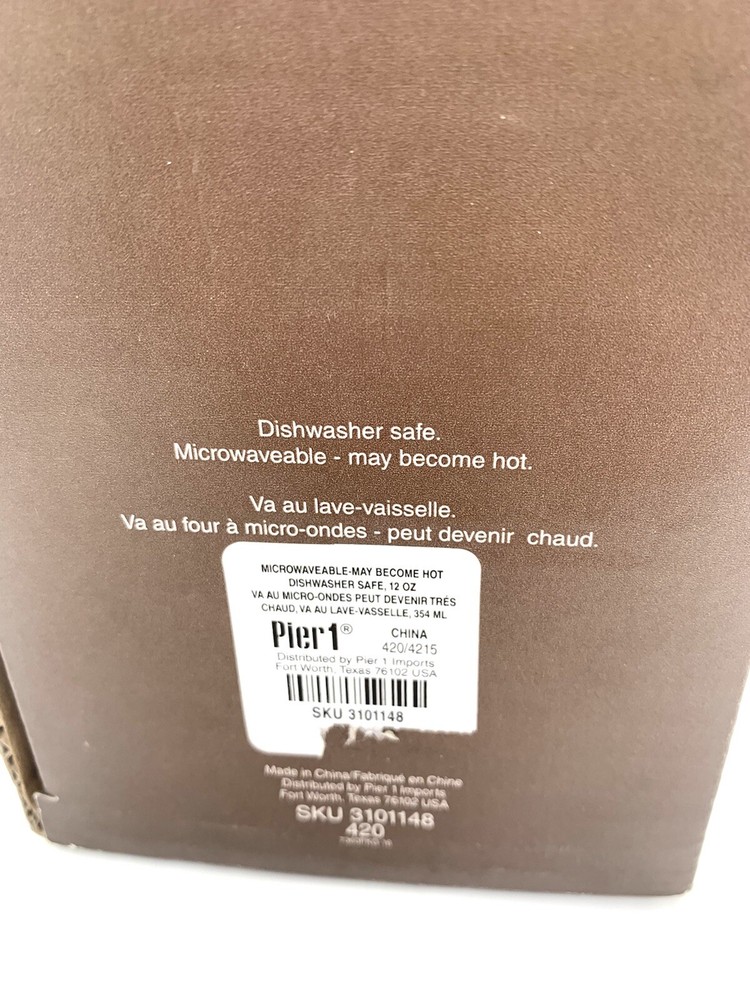 Dishwasher safe.
Microwaveable - may become hot.
Va au lave-vaisselle.
Va au four à micro-ondes - peut devenir chaud.
MICROWAVEABLE-MAY BECOME HOT
DISHWASHER SAFE, 12 OZ
VA AU MICRO-ONDES PEUT DEVENIR TRÉS
CHAUD, VA AU LAVE-VASSELLE, 354 ML
Pier1® CHINA
420/4215
Distributed by Pier 1 Imports
Fort Worth, Texas 76102 USA
SKU 3101148
Made in China/Fabriqué en Chine
Distributed by Pier 1 Imports
Fort Worth, Texas 76102 USA
SKU 3101148
420